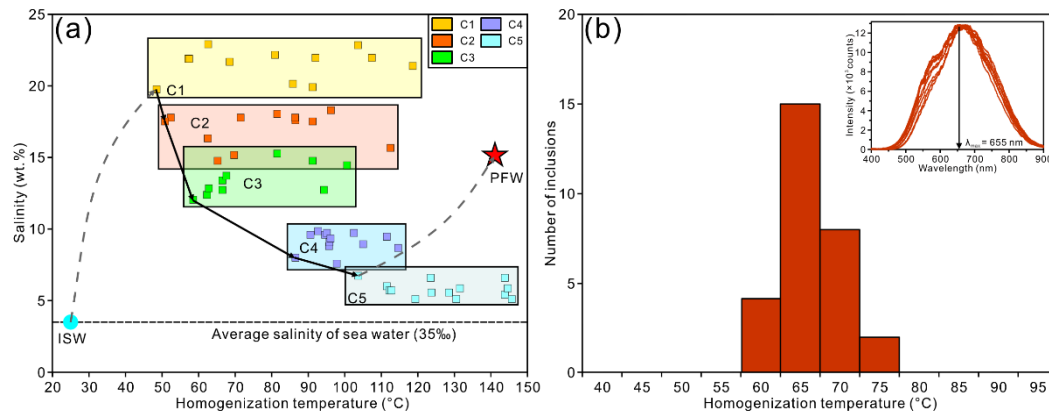 (a)
C1 C4
C2 C5
C3
25
20
15
10
5
0
Salinity (wt.%)
C1
C2
C3
C4
C5
PFW
ISW
Average salinity of sea water (35‰)
20 30 40 50 60 70 80 90 100 110 120 130 140 150
Homogenization temperature (°C)
(b)
20
15
10
5
0
Number of inclusions
40 45 50 55 60 65 70 75 80 85 90 95
Homogenization temperature (°C)
13
12
10
8
6
4
2
0
Intensity (×10³ counts)
λmax = 655 nm
400 500 600 700 800 900
Wavelength (nm)